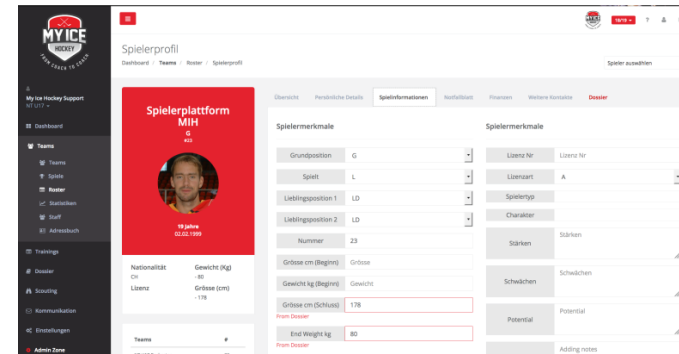 MY ICE
HOCKEY
FROM COACH TO COACH
My Ice Hockey Support
NT U17
Dashboard
Teams
Teams
Spiele
Roster
Statistiken
Staff
Adressbuch
Trainings
Dossier
Scouting
Kommunikation
Einstellungen
Admin Zone
18/19
?
Spielerprofil
Dashboard / Teams / Roster / Spielerprofil
Spieler auswählen
Spielerplattform
MIH
G
19 Jahre
02.02.1999
Nationalität
CH
Gewicht (Kg)
- 80
Lizenz
Grösse (cm)
- 178
Teams #
Übersicht Persönliche Details Spielinformationen Notfallblatt Finanzen Weitere Kontakte Dossier
Spielermerkmale
Grundposition G
Spielt L
Lieblingsposition 1 LD
Lieblingsposition 2 LD
Nummer 23
Grösse cm (Beginn) Grösse
Gewicht kg (Beginn) Gewicht
Grösse cm (Schluss) 178
From Dossier
End Weight kg 80
From Dossier
Spielermerkmale
Lizenz Nr Lizenz Nr
Lizenzart A
Spielertyp
Charakter
Stärken Stärken
Schwächen Schwächen
Potential Potential
Adding notes